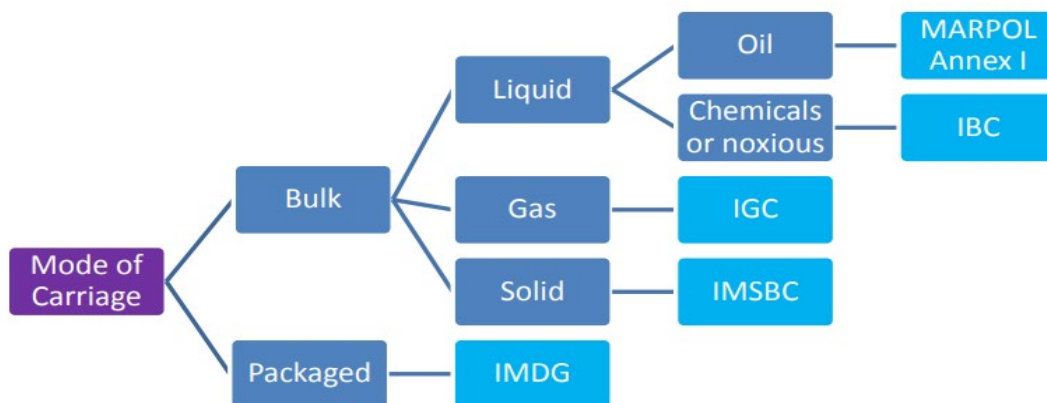 Oil
MARPOL
Annex I
Liquid
Chemicals
or noxious
IBC
Bulk
Gas
IGC
Mode of
Carriage
Solid
IMSBC
Packaged
IMDG